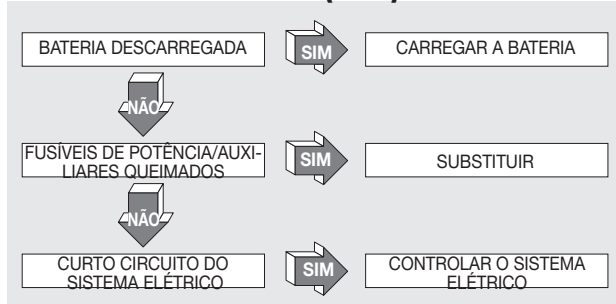 BATERIA DESCARREGADA
SIM
CARREGAR A BATERIA
NÃO
FUSÍVEIS DE POTÊNCIA/AUXI-
LIARES QUEIMADOS
SIM
SUBSTITUIR
NÃO
CURTO CIRCUITO DO
SISTEMA ELÉTRICO
SIM
CONTROLAR O SISTEMA
ELÉTRICO